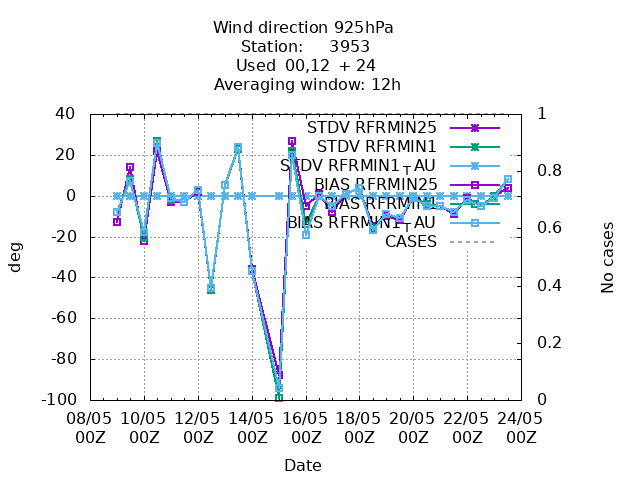 Wind direction 925hPa
Station: 3953
Used 00,12 + 24
Averaging window: 12h
40
20
0
-20
-40
-60
-80
-100
deg
1
0.8
0.6
0.4
0.2
0
No cases
STDV RFRMIN25
STDV RFRMIN1
STDV RFRMIN1_AU
BIAS RFRMIN25
BIAS RFRMIN1
BIAS RFRMIN1_AU
CASES
08/05 10/05 12/05 14/05 16/05 18/05 20/05 22/05 24/05
00Z 00Z 00Z 00Z 00Z 00Z 00Z 00Z 00Z
Date